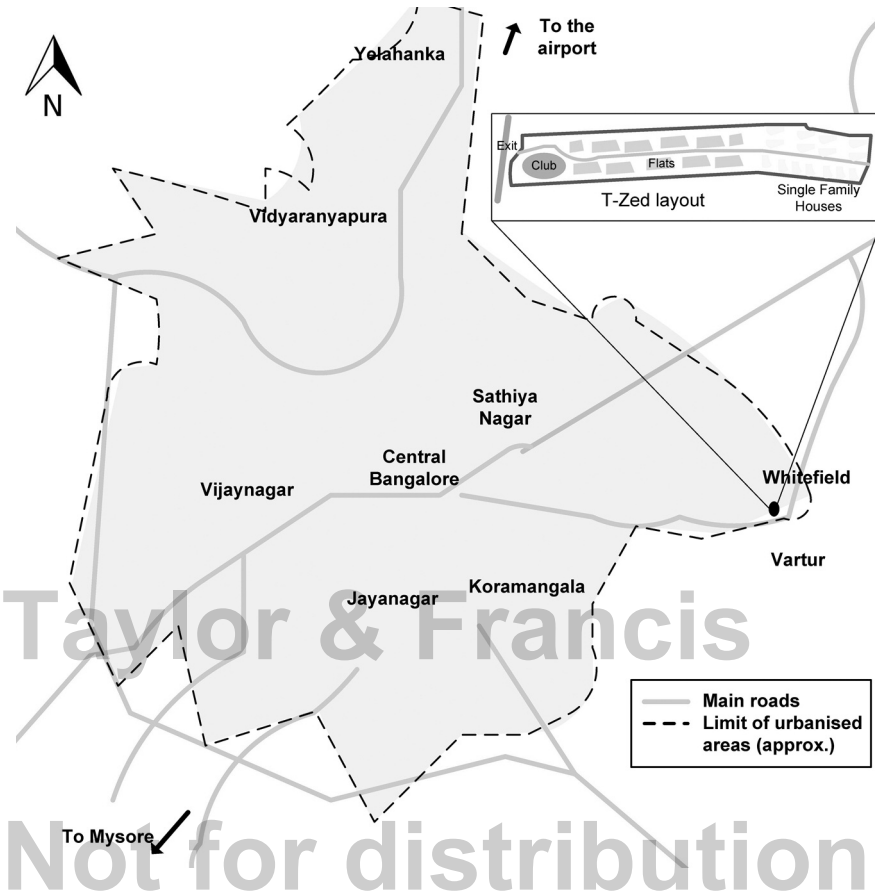 To the
airport
Yelahanka
N
Exit
Club
Flats
T-Zed layout
Single Family
Houses
Vidyaranyapura
Sathiya
Nagar
Central
Bangalore
Vijaynagar
Whitefield
Vartur
Koramangala
Jayanagar
Taylor & Francis
Main roads
Limit of urbanised
areas (approx.)
To Mysore
Not for distribution